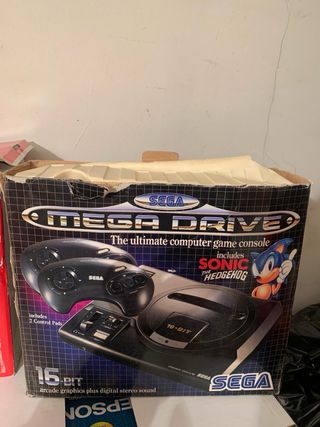 SEGA
MEGA DRIVE
The ultimate computer game console
includes
SONIC
THE
HEDGEHOG
SEGA
includes
2 Control Pads
16-BIT
16-BIT
arcade graphics plus digital stereo sound
SEGA
EPSON